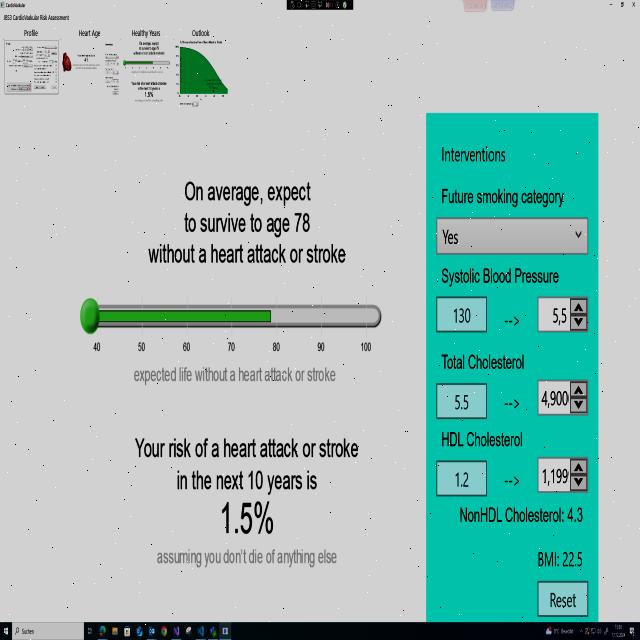 CardioVascular
JBS3 CardioVascular Risk Assessment
Profile
Heart Age
Healthy Years
Outlook
On average, expect
to survive to age 78
without a heart attack or stroke
40 50 60 70 80 90 100
expected life without a heart attack or stroke
Your risk of a heart attack or stroke
in the next 10 years is
1.5%
assuming you don't die of anything else
Interventions
Future smoking category
Yes
Systolic Blood Pressure
130 --> 5,5
Total Cholesterol
5.5 --> 4,900
HDL Cholesterol
1.2 --> 1,199
NonHDL Cholesterol: 4.3
BMI: 22.5
Reset
Suchen